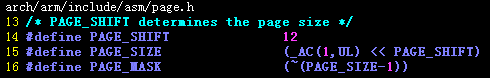 arch/arm/include/asm/page.h
13 /* PAGE_SHIFT determines the page size */
14 #define PAGE_SHIFT 12
15 #define PAGE_SIZE (_AC(1,UL) << PAGE_SHIFT)
16 #define PAGE_MASK (~(PAGE_SIZE-1))